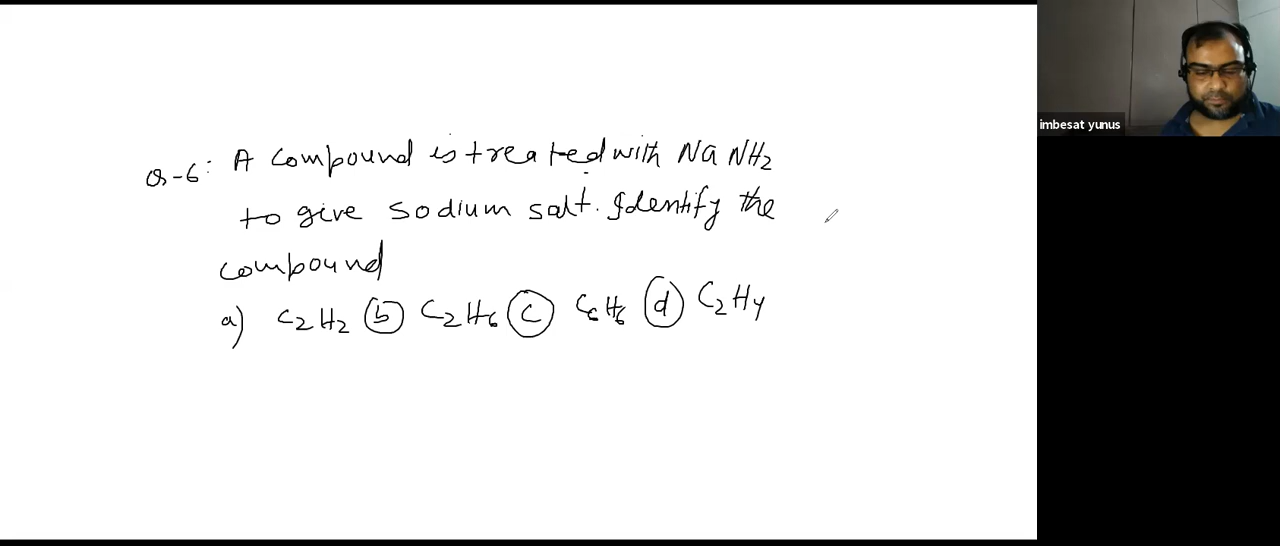 Q-6: A compound is treated with NaNH2
to give sodium salt. Identify the
compound
a) C2H2 (b) C2H6 (c) C6H6 (d) C2H4
imbesat yunus